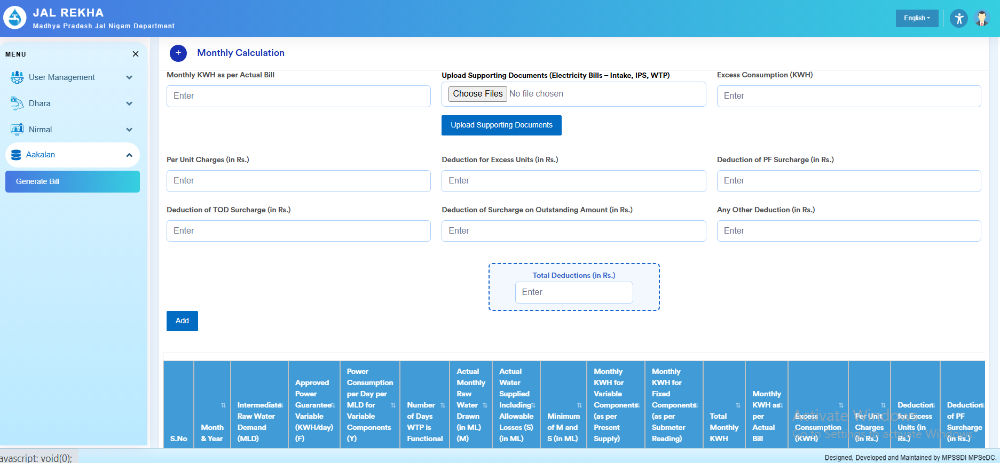 JAL REKHA
Madhya Pradesh Jal Nigam Department
English
MENU
User Management
Dhara
Nirmal
Aakalan
Generate Bill
Monthly Calculation
Monthly KWH as per Actual Bill
Enter
Upload Supporting Documents (Electricity Bills – Intake, IPS, WTP)
Choose Files No file chosen
Upload Supporting Documents
Excess Consumption (KWH)
Enter
Per Unit Charges (in Rs.)
Enter
Deduction for Excess Units (in Rs.)
Enter
Deduction of PF Surcharge (in Rs.)
Enter
Deduction of TOD Surcharge (in Rs.)
Enter
Deduction of Surcharge on Outstanding Amount (in Rs.)
Enter
Any Other Deduction (in Rs.)
Enter
Total Deductions (in Rs.)
Enter
Add
S.No
Month
& Year
Intermediate
Raw Water
Demand
(MLD)
Approved
Power
Guarantee
Variable
(KWH/day)
(F)
Power
Consumption
per Day per
MLD for
Variable
Components
(Y)
Number
of Days
WTP is
Functional
Actual
Monthly
Raw
Water
Drawn
(in ML)
(M)
Actual
Water
Supplied
Including
Allowable
Losses (S)
(in ML)
Minimum
of M and
S (in ML)
Monthly
KWH for
Variable
Components
(as per
Present
Supply)
Monthly
KWH for
Fixed
Components
(as per
Submeter
Reading)
Total
Monthly
KWH
Monthly
KWH as
per
Actual
Bill
Excess
Consumption
(KWH)
Per Unit
Charges
(in Rs.)
Deduction
for Excess
Units (in
Rs.)
Deduction
of PF
Surcharge
(in Rs.)
Activate Windows
Go to Settings to activate Windows.
avascript: void(0);
Designed, Developed and Maintained by MPSSDI MPSeDC.